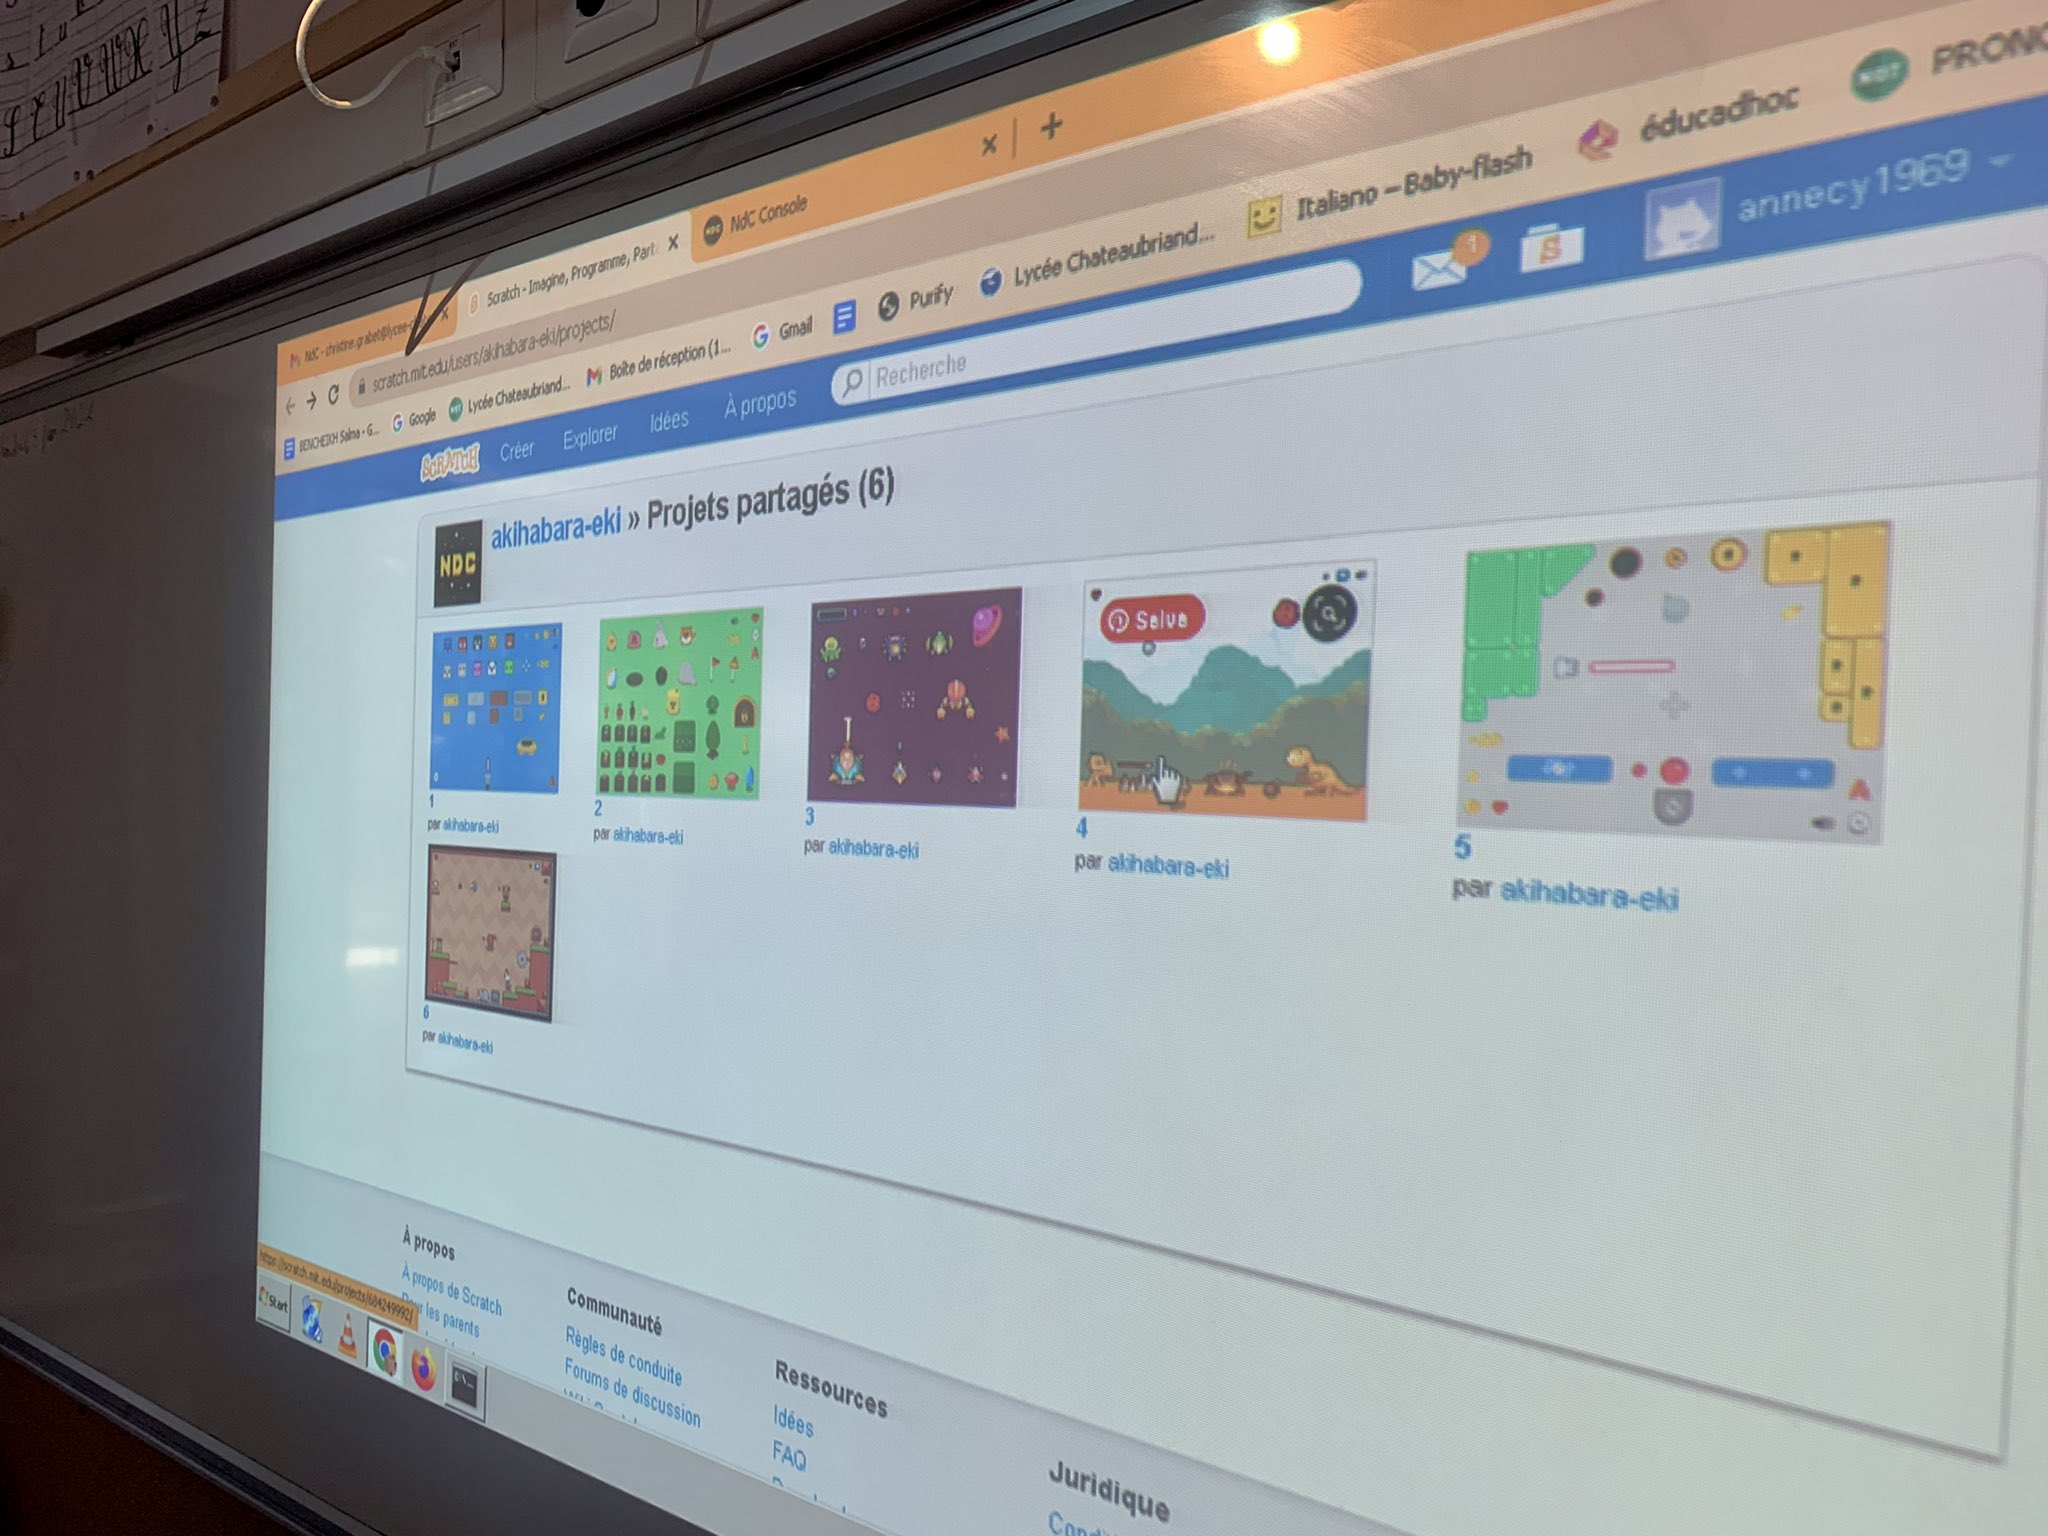 NdC - christine.grabet@lycee-
Scratch - Imagine, Programme, Part
NdC Console
scratch.mit.edu/users/akihabara-eki/projects/
BENCHEIKH Salma - G...
Google
Lycée Chateaubriand...
Boîte de réception (1...
Gmail
Purify
Lycée Chateaubriand...
Italiano – Baby-flash
éducadhoc
NDT
PRONO
SCRATCH
Créer
Explorer
Idées
À propos
Recherche
1
annecy1969
NDC
akihabara-eki » Projets partagés (6)
Salva
1
par akihabara-eki
2
par akihabara-eki
3
par akihabara-eki
4
par akihabara-eki
5
par akihabara-eki
6
par akihabara-eki
À propos
À propos de Scratch
les parents
Communauté
Règles de conduite
Forums de discussion
Ressources
Idées
FAQ
Juridique
https://scratch.mit.edu/projects/684249992/
Start